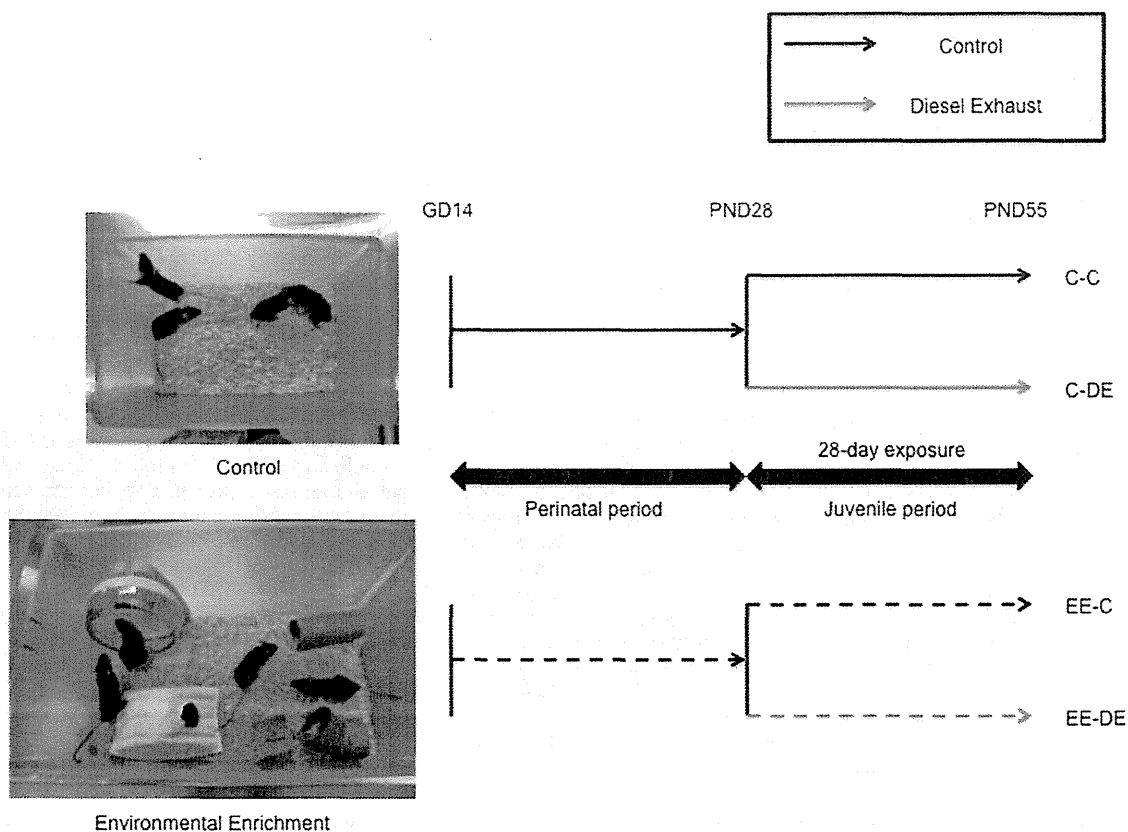 Control
Diesel Exhaust
GD14
PND28
PND55
C-C
C-DE
Control
28-day exposure
Perinatal period
Juvenile period
EE-C
EE-DE
Environmental Enrichment